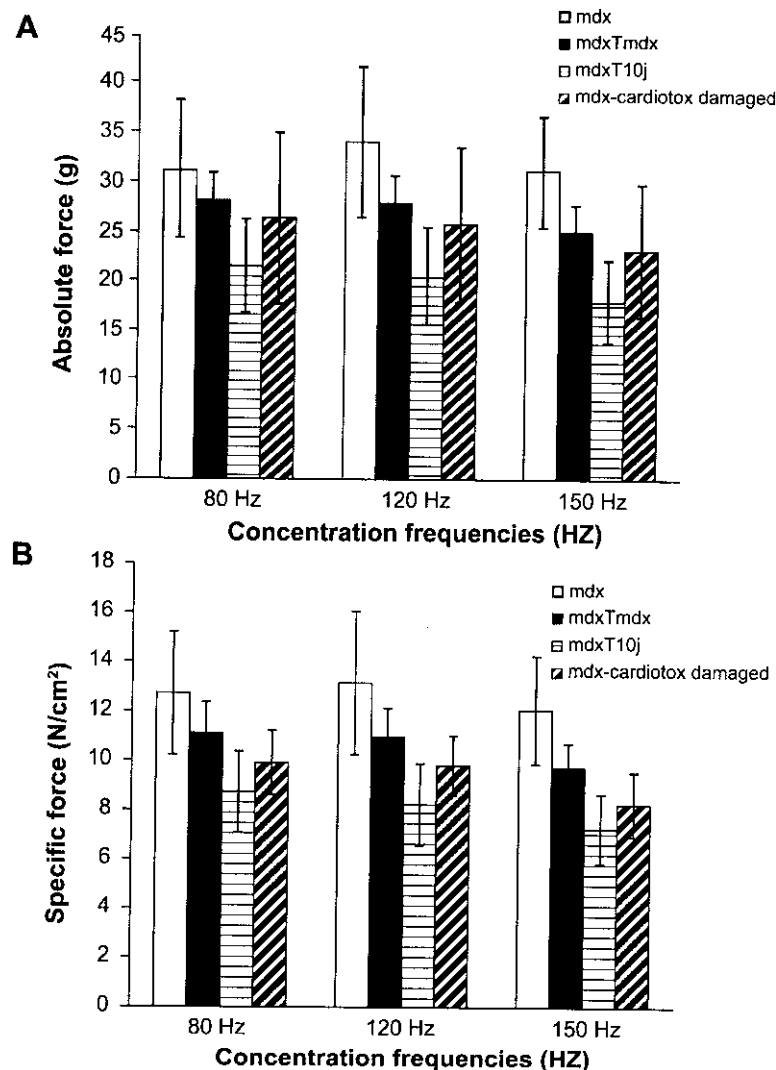 A
mdx
mdxTmdx
mdxT10j
mdx-cardiotox damaged
Absolute force (g)
45
40
35
30
25
20
15
10
5
0
80 Hz 120 Hz 150 Hz
Concentration frequencies (HZ)
B
mdx
mdxTmdx
mdxT10j
mdx-cardiotox damaged
Specific force (N/cm²)
18
16
14
12
10
8
6
4
2
0
80 Hz 120 Hz 150 Hz
Concentration frequencies (HZ)